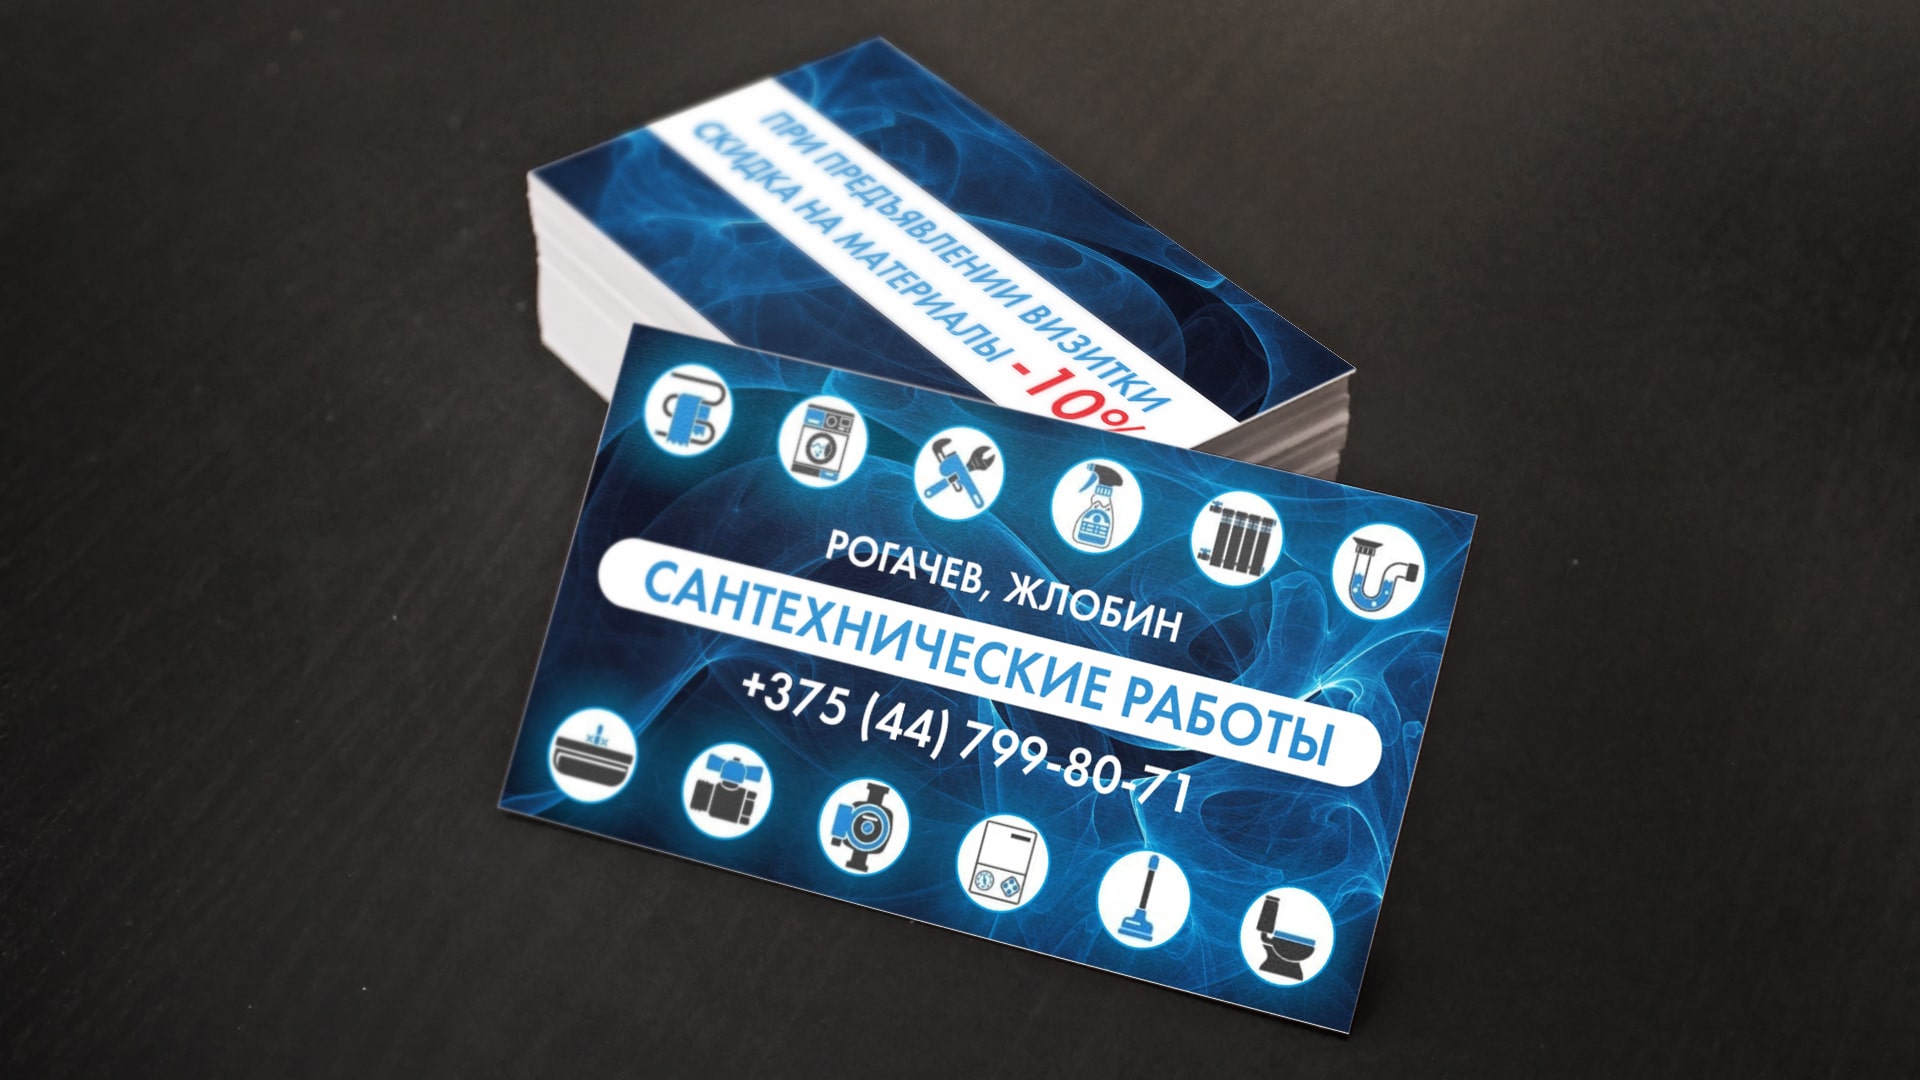 ПРИ ПРЕДЪЯВЛЕНИИ ВИЗИТКИ
СКИДКА НА МАТЕРИАЛЫ -10%
РОГАЧЕВ, ЖЛОБИН
САНТЕХНИЧЕСКИЕ РАБОТЫ
+375 (44) 799-80-71